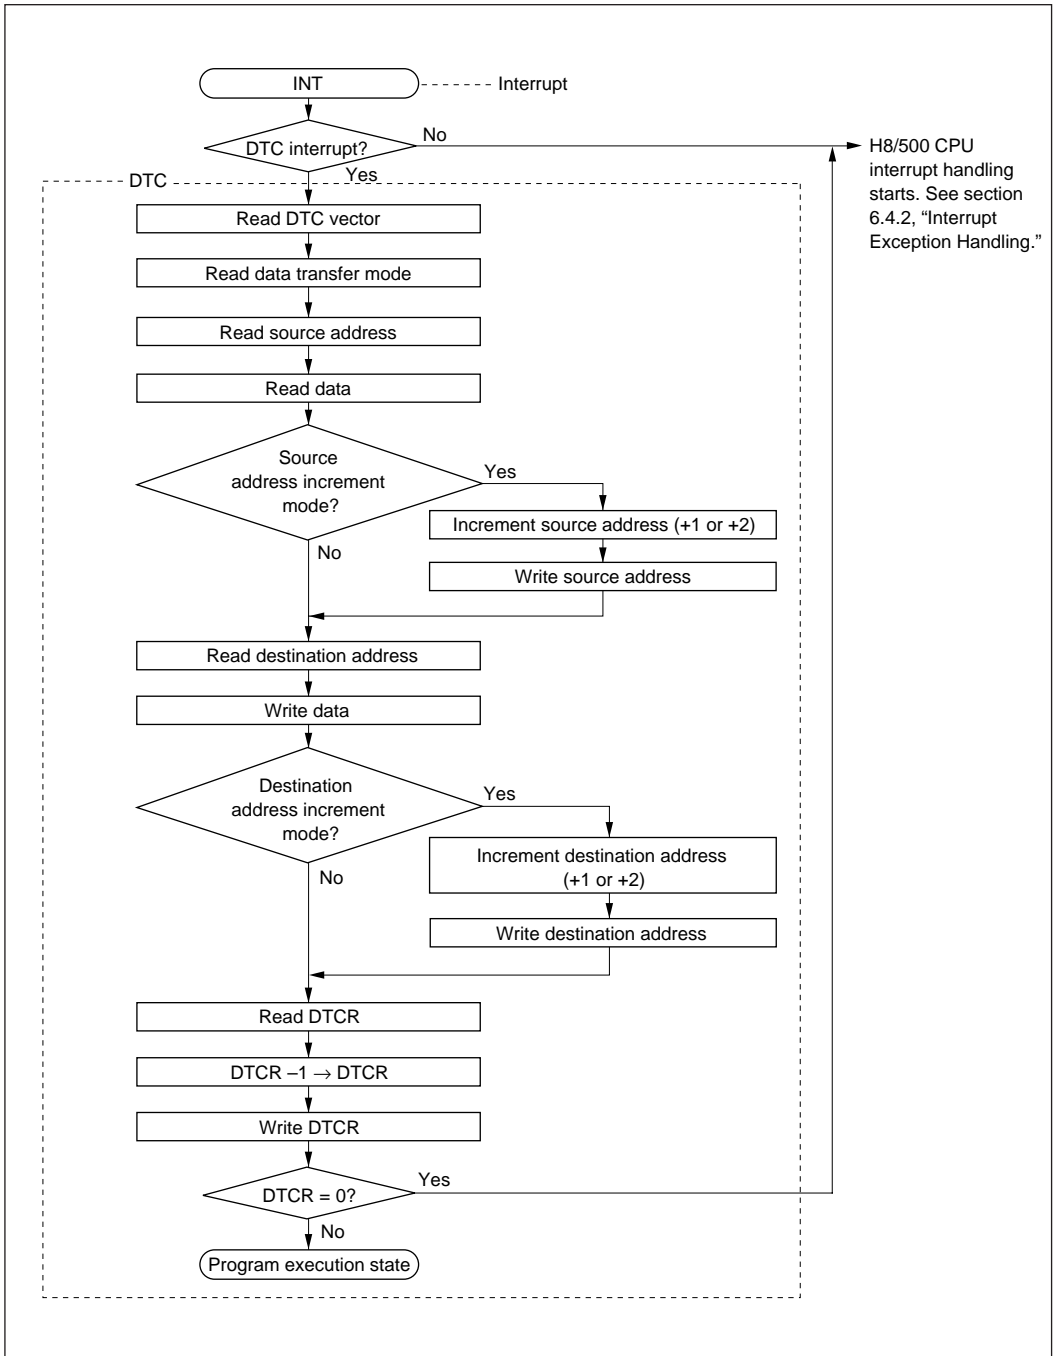 INT
Interrupt
DTC interrupt?
No
H8/500 CPU
interrupt handling
starts. See section
6.4.2, “Interrupt
Exception Handling.”
Yes
DTC
Read DTC vector
Read data transfer mode
Read source address
Read data
Source
address increment
mode?
Yes
Increment source address (+1 or +2)
No
Write source address
Read destination address
Write data
Destination
address increment
mode?
Yes
Increment destination address
(+1 or +2)
No
Write destination address
Read DTCR
DTCR –1 → DTCR
Write DTCR
DTCR = 0?
Yes
No
Program execution state